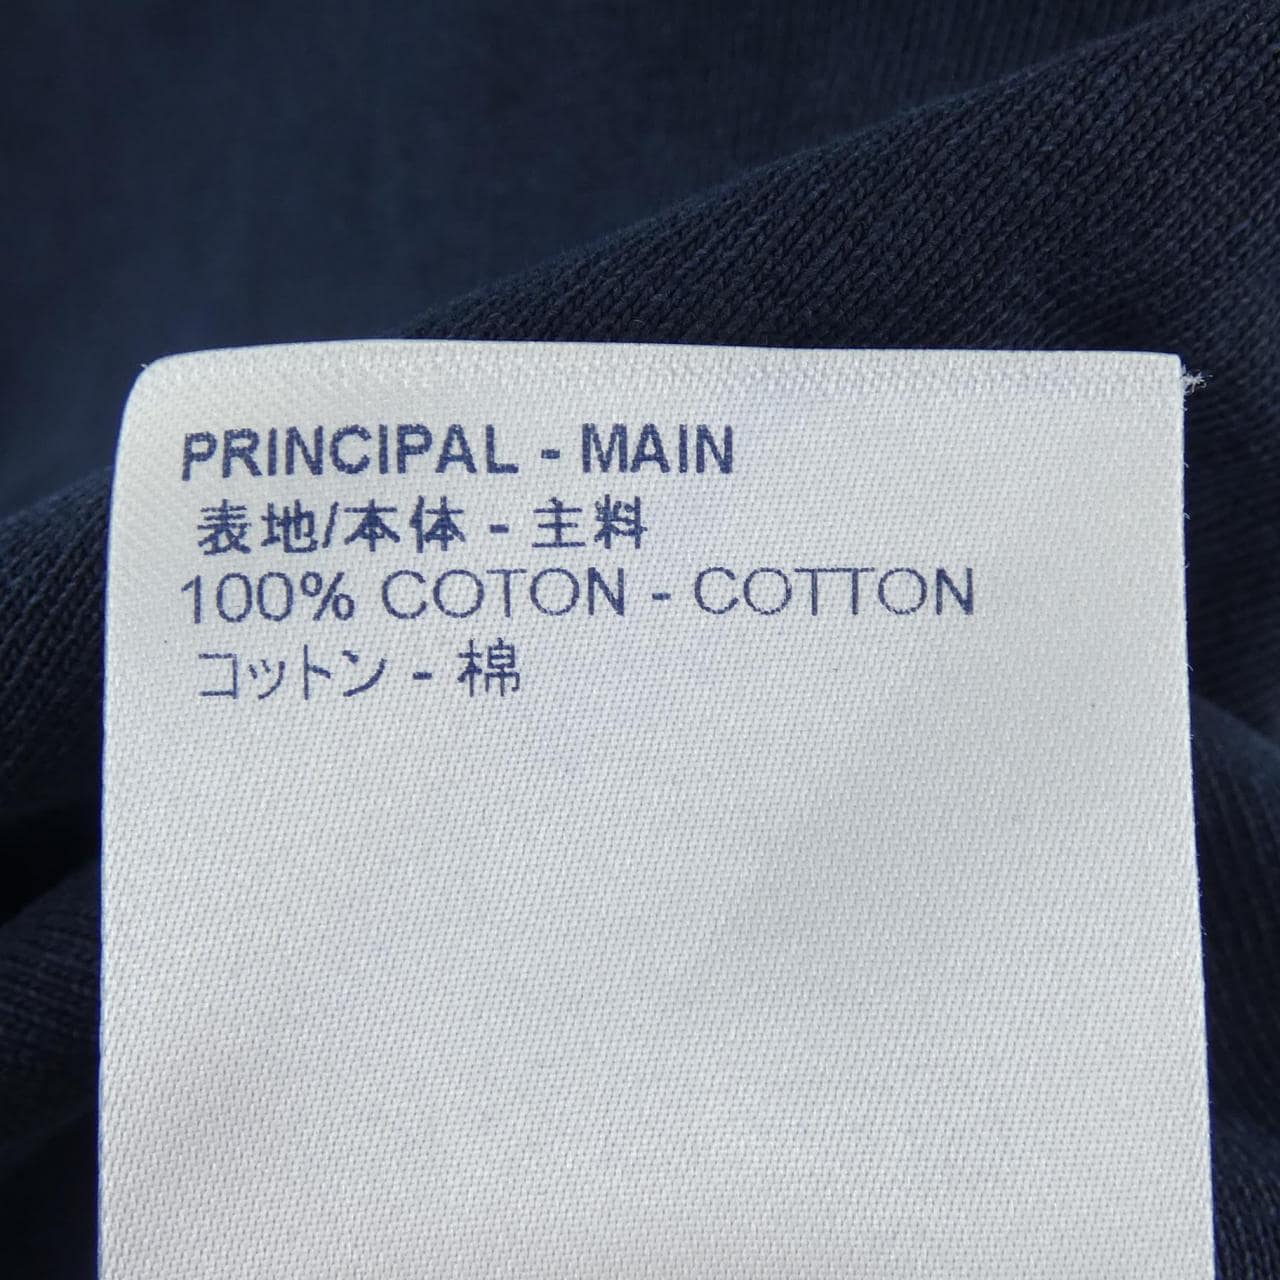 PRINCIPAL - MAIN
表地/本体 - 主料
100% COTON - COTTON
コットン - 棉